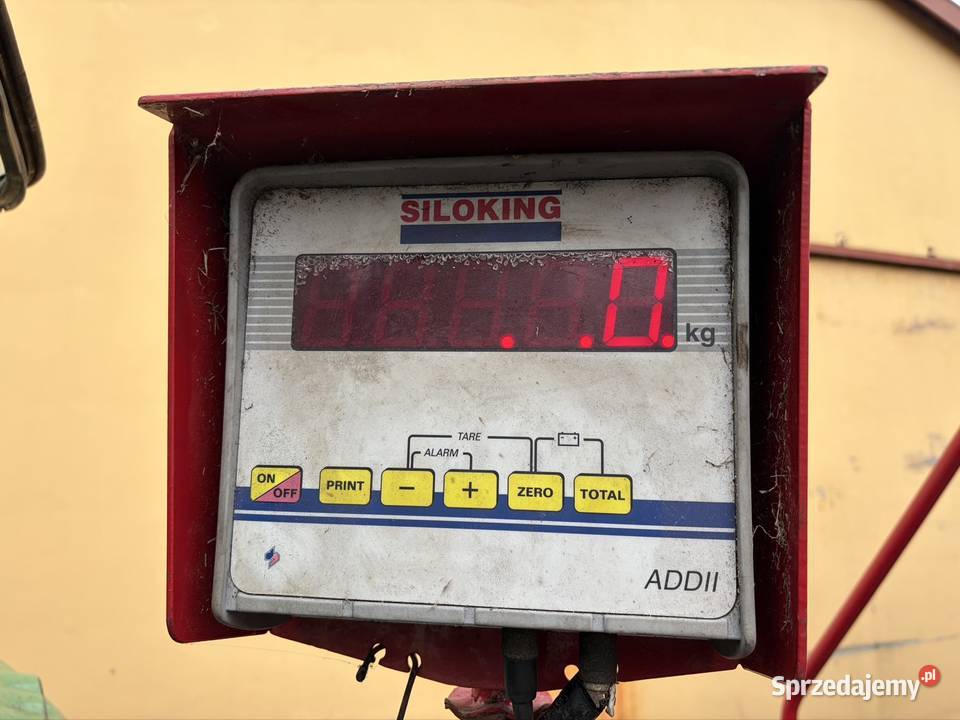 SILOKING
. .0. kg
TARE
ALARM
ON OFF
PRINT
−
+
ZERO
TOTAL
ADDII
Sprzedajemy.pl